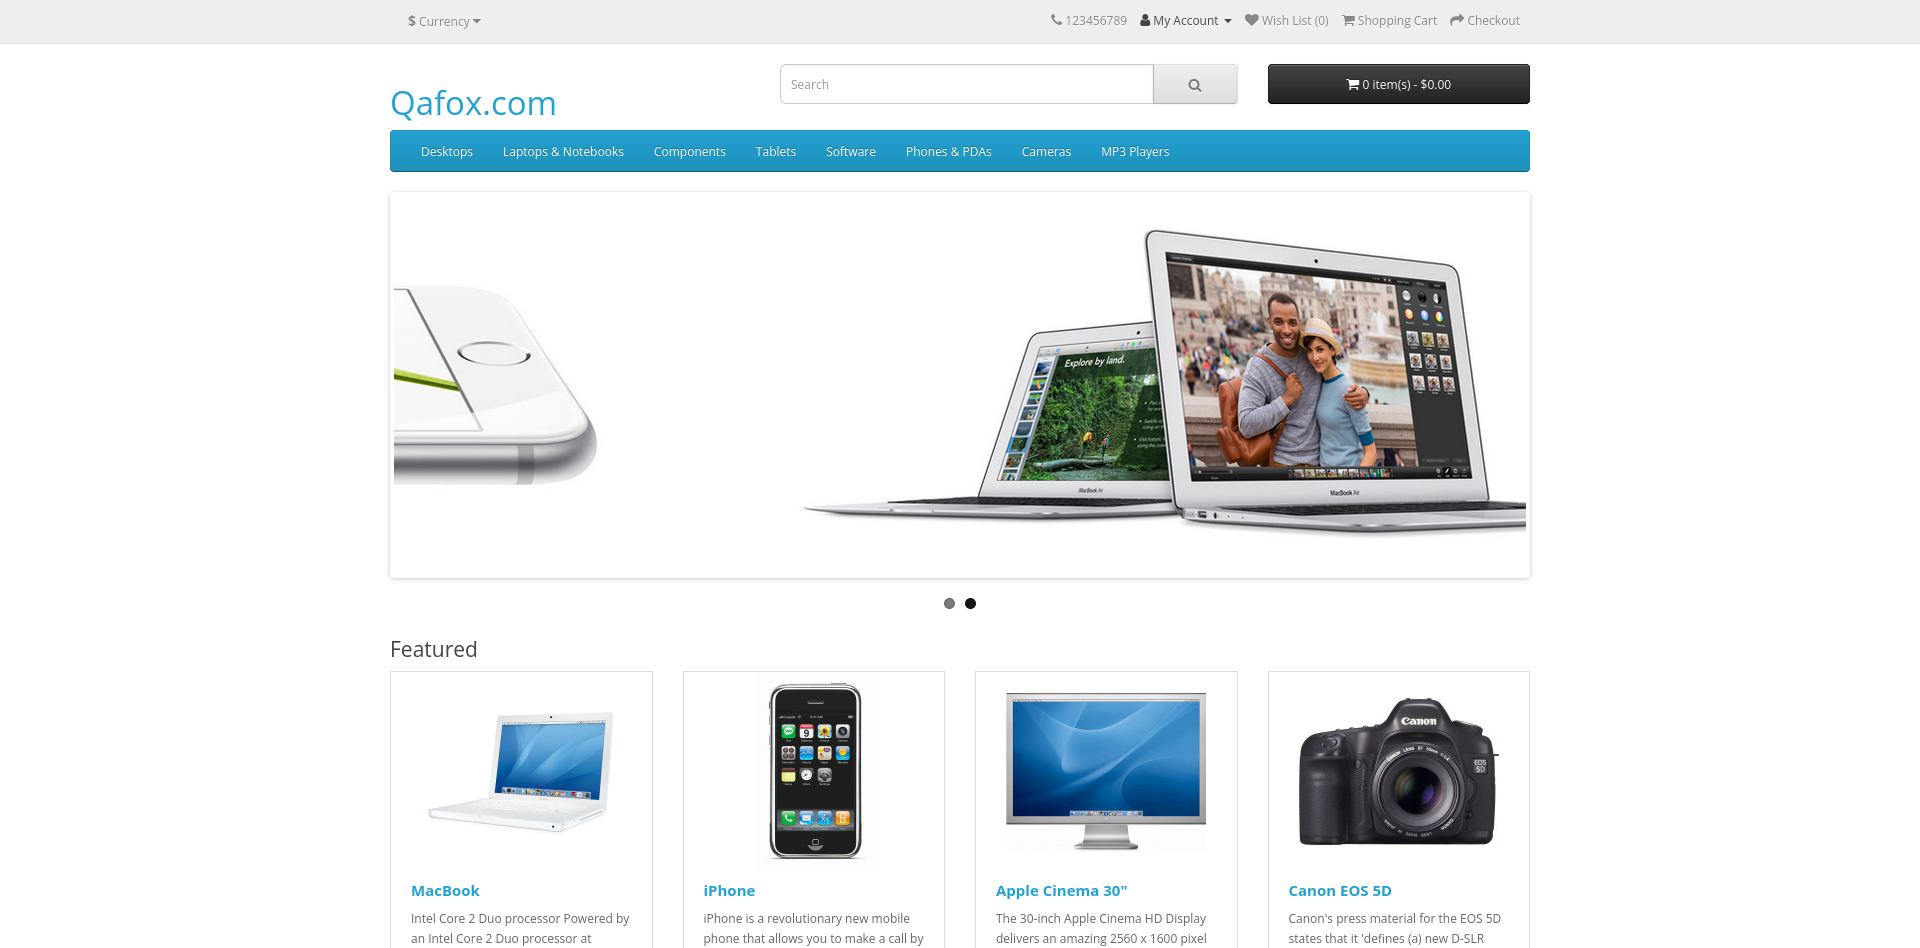 $ Currency
123456789 My Account Wish List (0) Shopping Cart Checkout
Search
0 item(s) - $0.00
Qafox.com
Desktops Laptops & Notebooks Components Tablets Software Phones & PDAs Cameras MP3 Players
Explore by land.
MacBook Air
MacBook Air
Featured
Canon
EOS
5D
MacBook
Intel Core 2 Duo processor Powered by
an Intel Core 2 Duo processor at
iPhone
iPhone is a revolutionary new mobile
phone that allows you to make a call by
Apple Cinema 30"
The 30-inch Apple Cinema HD Display
delivers an amazing 2560 x 1600 pixel
Canon EOS 5D
Canon's press material for the EOS 5D
states that it 'defines (a) new D-SLR